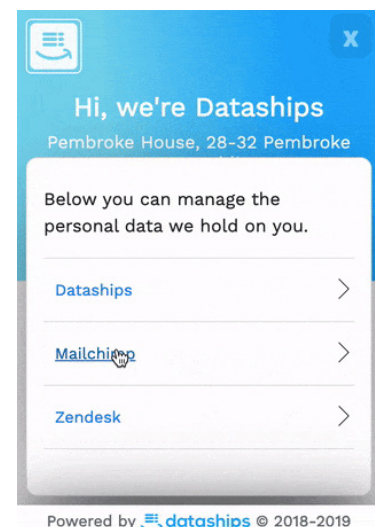 X
Hi, we're Dataships
Pembroke House, 28-32 Pembroke
Below you can manage the
personal data we hold on you.
Dataships
Mailchimp
Zendesk
Powered by dataships © 2018-2019